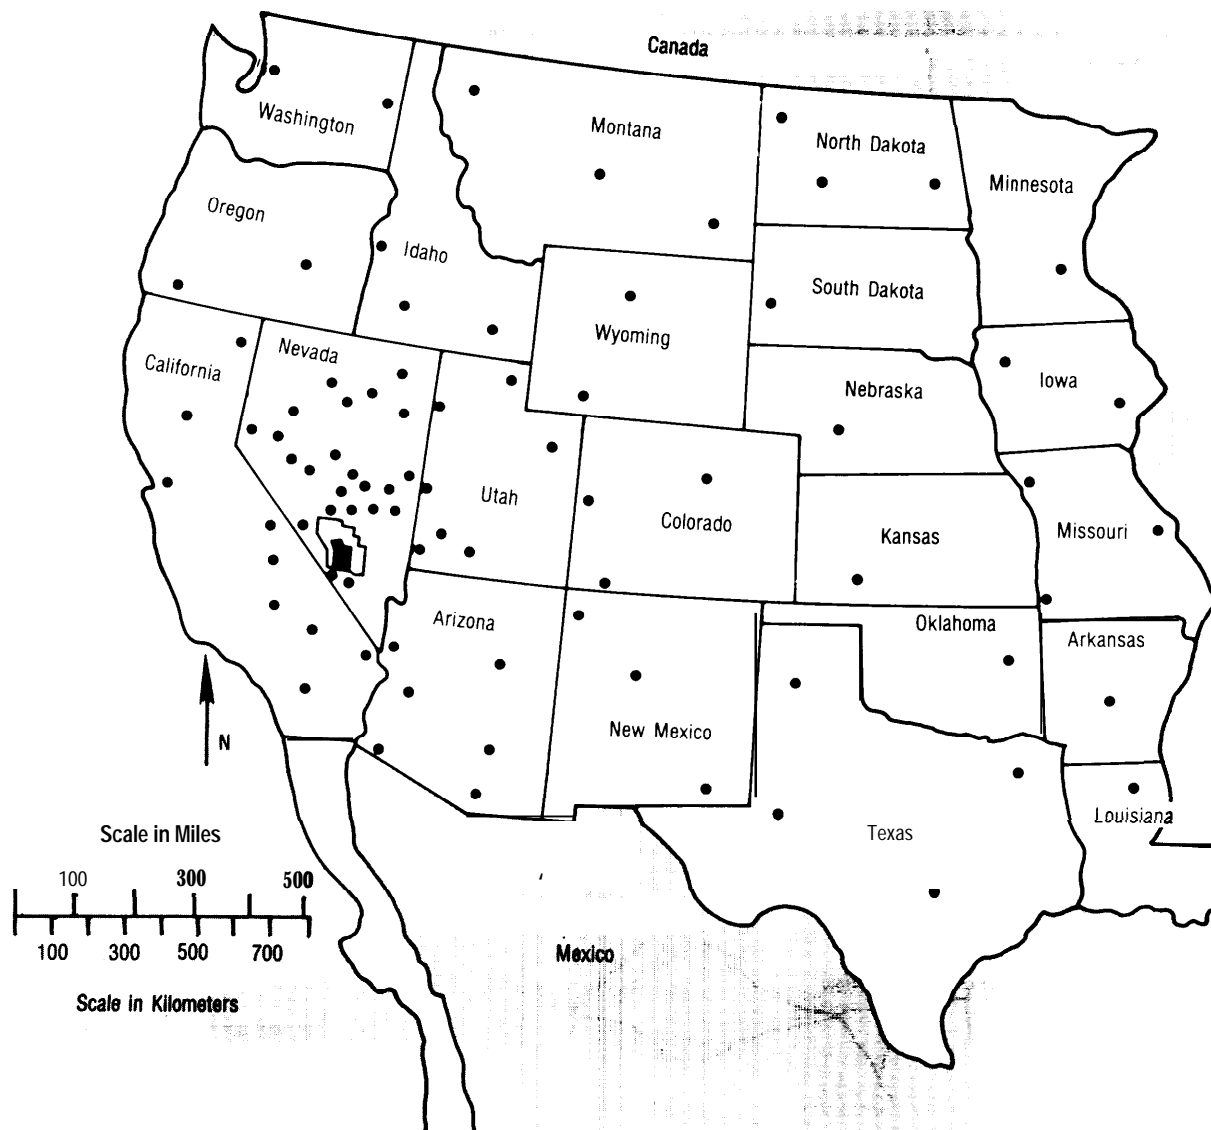 Canada
Washington
Montana
North Dakota
Minnesota
Oregon
Idaho
South Dakota
Wyoming
Nevada
California
Iowa
Nebraska
Utah
Colorado
Kansas
Missouri
Arizona
Oklahoma
Arkansas
New Mexico
N
Louisiana
Texas
Scale in Miles
100 300 500
100 300 500 700
Mexico
Scale in Kilometers